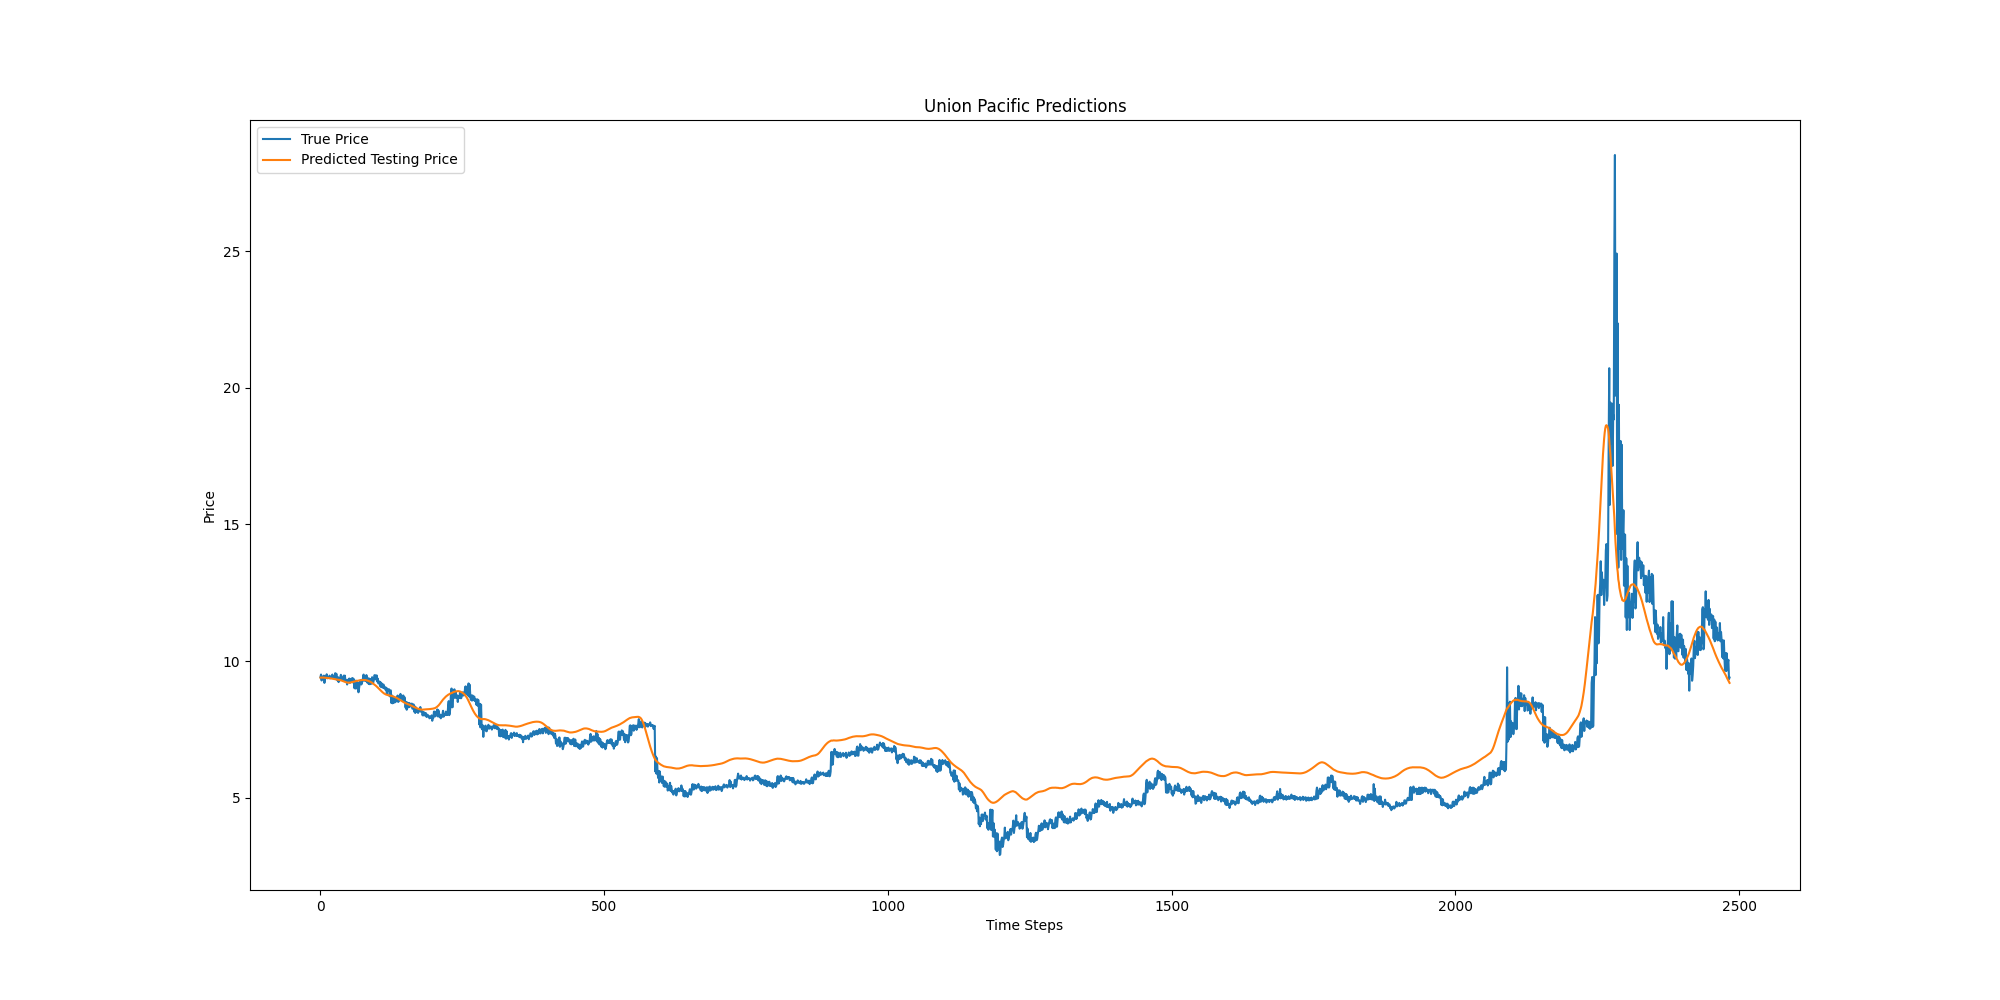 Union Pacific Predictions
True Price
Predicted Testing Price
25
20
15
10
5
Price
0 500 1000 1500 2000 2500
Time Steps